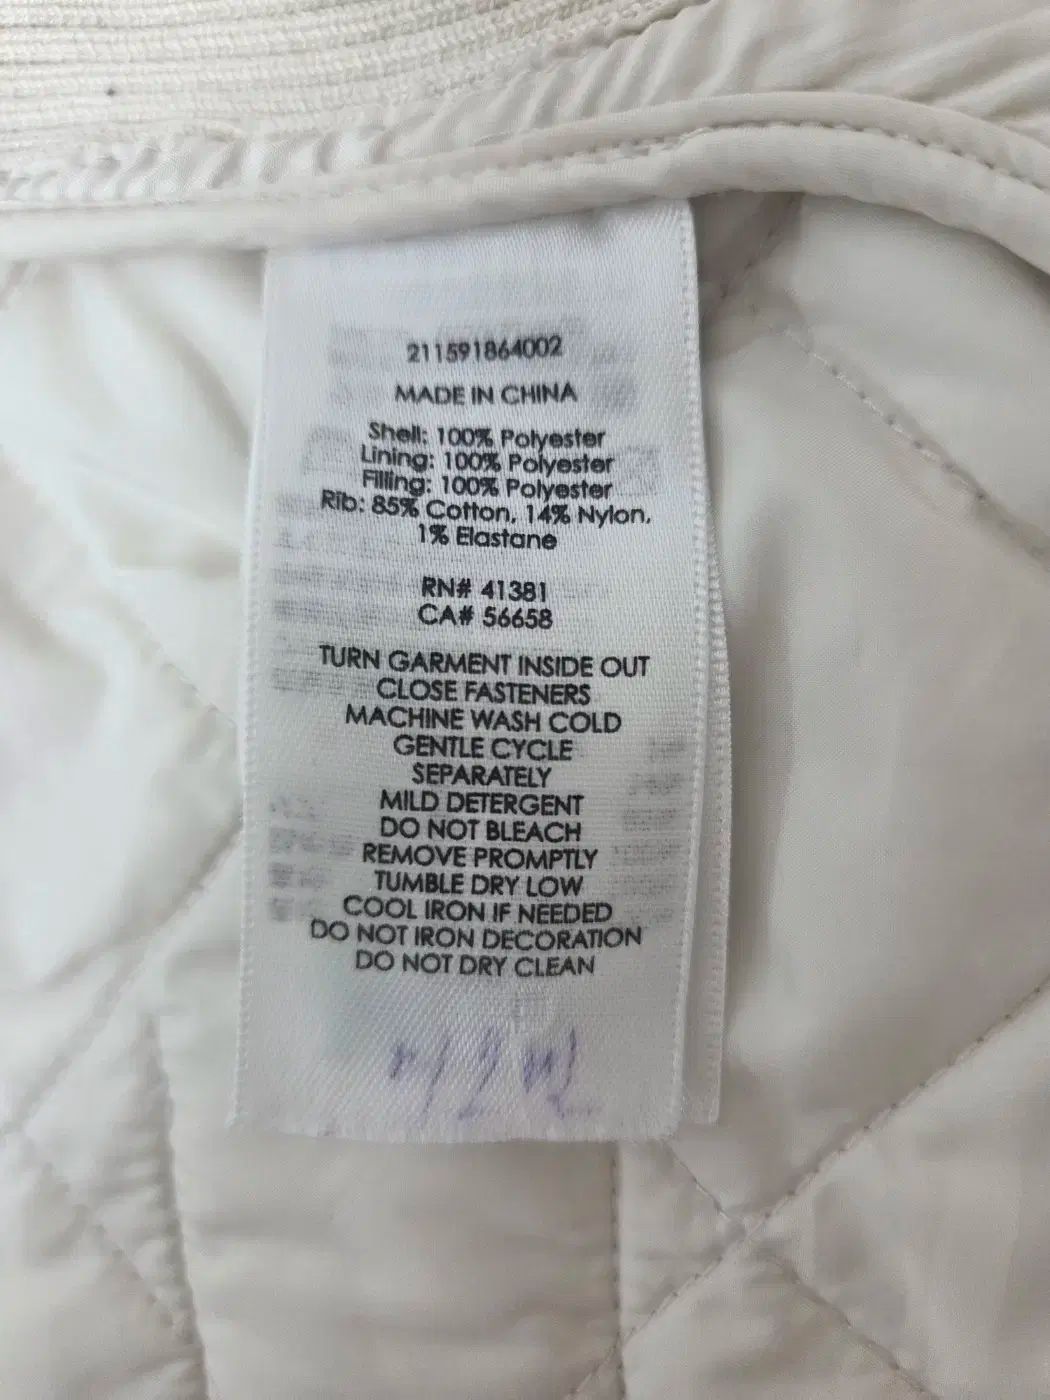 211591864002
MADE IN CHINA
Shell: 100% Polyester
Lining: 100% Polyester
Filling: 100% Polyester
Rib: 85% Cotton, 14% Nylon,
1% Elastane
RN# 41381
CA# 56658
TURN GARMENT INSIDE OUT
CLOSE FASTENERS
MACHINE WASH COLD
GENTLE CYCLE
SEPARATELY
MILD DETERGENT
DO NOT BLEACH
REMOVE PROMPTLY
TUMBLE DRY LOW
COOL IRON IF NEEDED
DO NOT IRON DECORATION
DO NOT DRY CLEAN